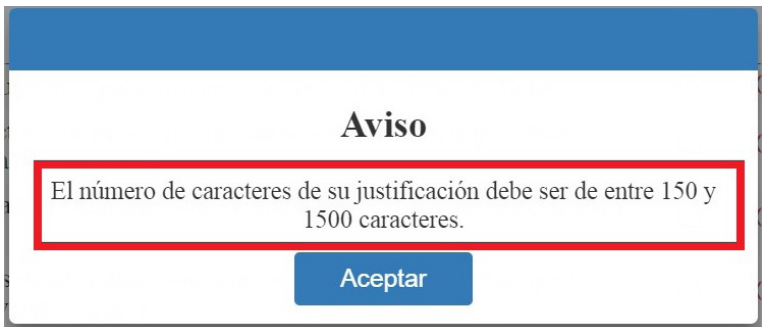 Aviso
El número de caracteres de su justificación debe ser de entre 150 y
1500 caracteres.
Aceptar